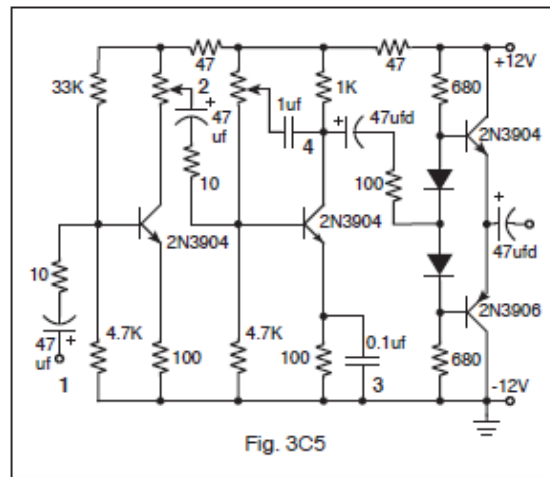 47
47
+12V
33K
2
+
47
uf
1uf
4
1K
+
47ufd
680
2N3904
10
100
2N3904
2N3904
+
47ufd
10
47
uf
+
1
4.7K
100
4.7K
100
0.1uf
3
2N3906
680
-12V
Fig. 3C5